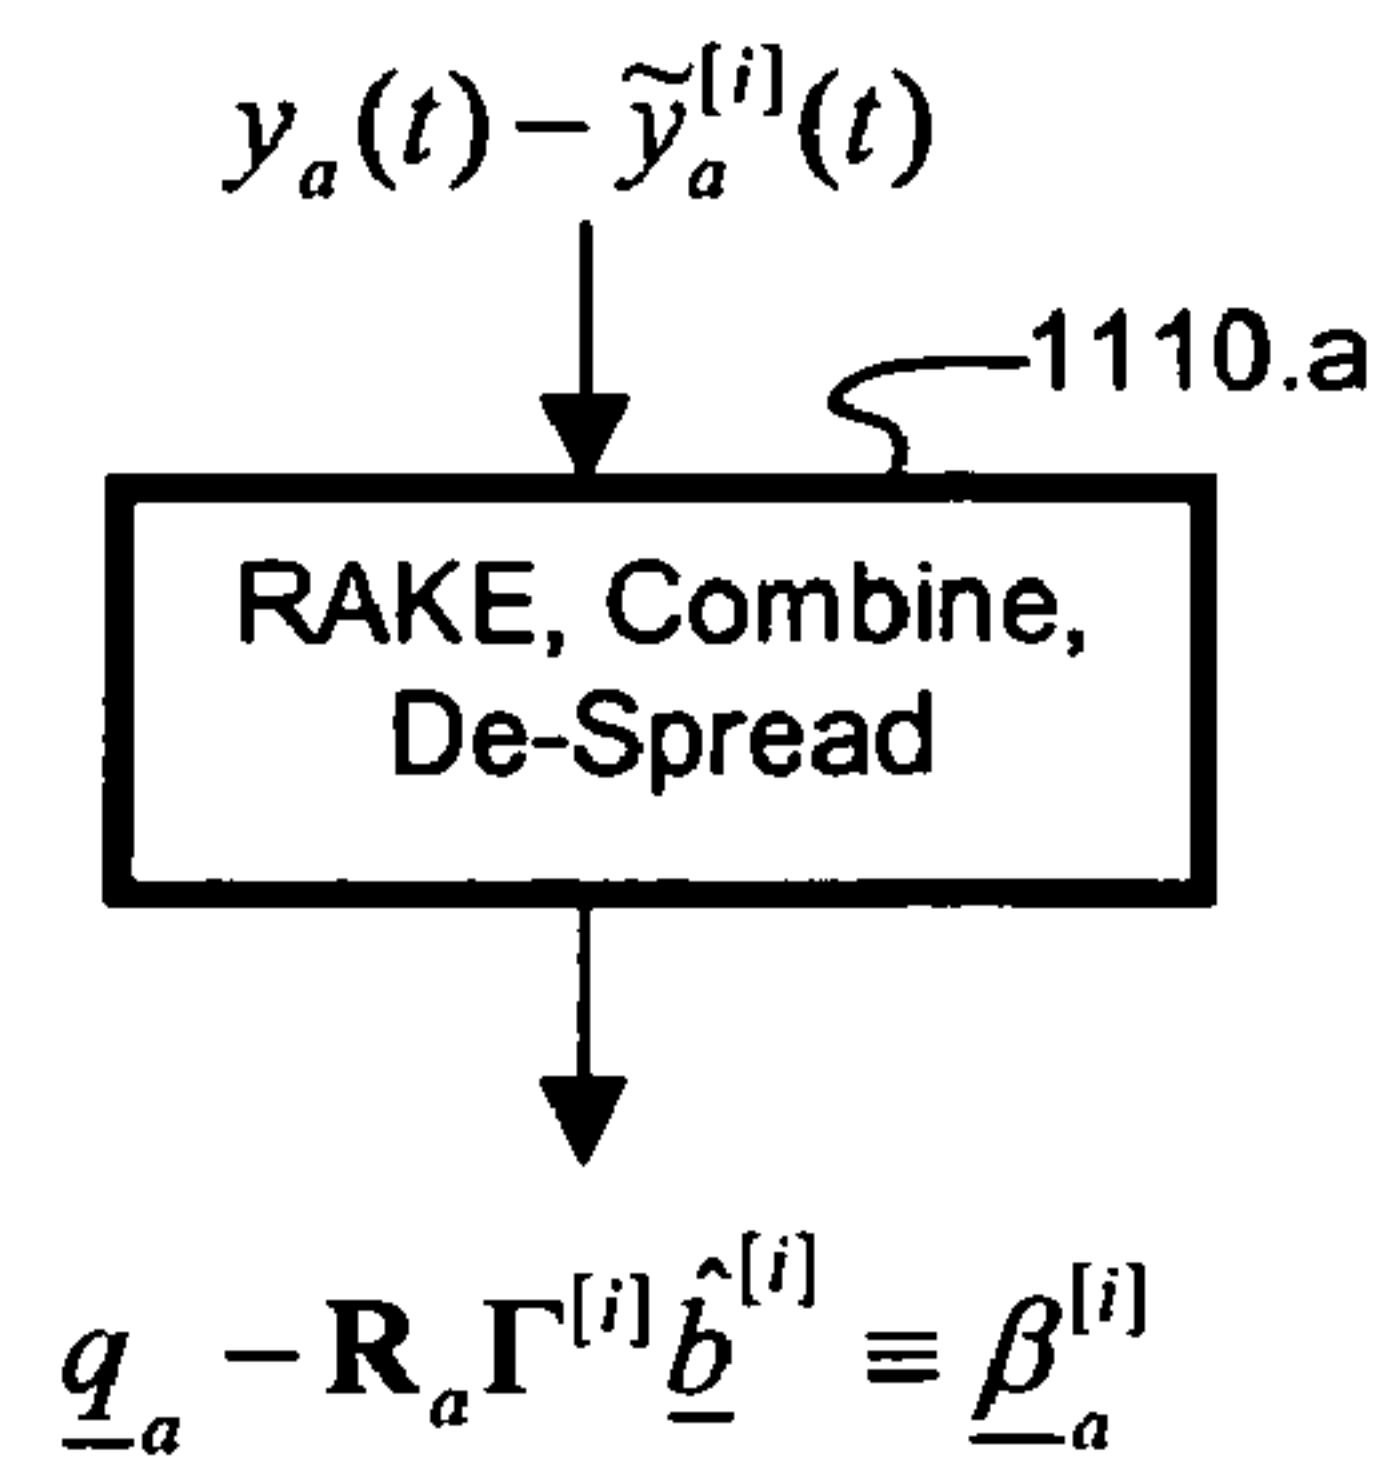 y_a(t) − ỹ_a^[i](t)
1110.a
RAKE, Combine,
De-Spread
q_a − R_a Γ^[i] b̂^[i] ≡ β_a^[i]